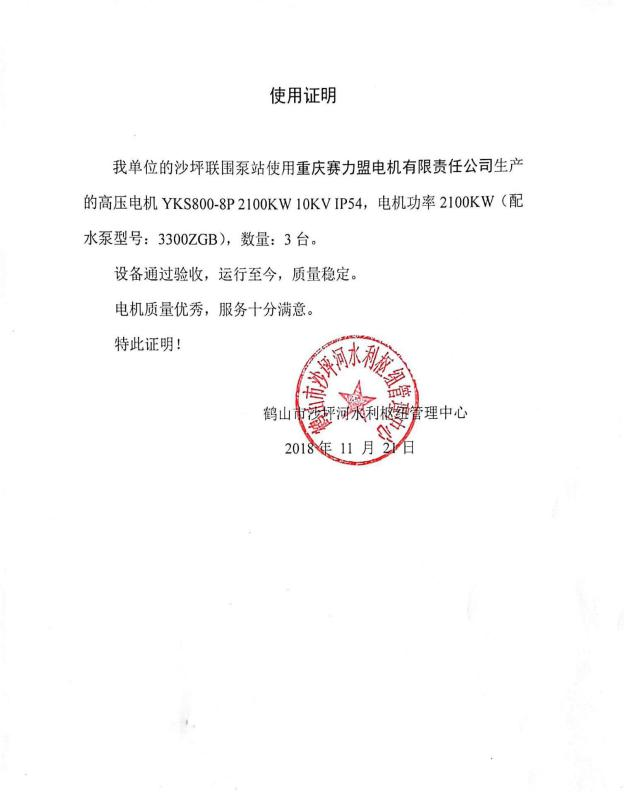 使用证明
我单位的沙坪联围泵站使用重庆赛力盟电机有限责任公司生产
的高压电机 YKS800-8P 2100KW 10KV IP54，电机功率 2100KW（配
水泵型号：3300ZGB），数量：3 台。
设备通过验收，运行至今，质量稳定。
电机质量优秀，服务十分满意。
特此证明！
鹤山市沙坪河水利枢纽管理中心
鹤山市沙坪河水利枢纽管理中心
2018 年 11 月 21 日